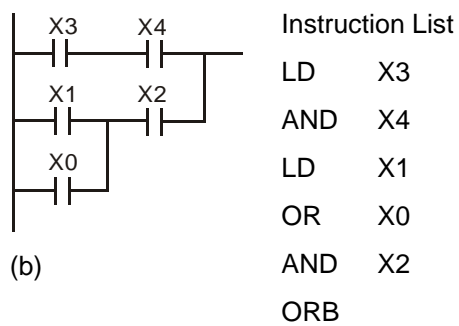 X3 X4
X1 X2
X0
(b)
Instruction List
LD X3
AND X4
LD X1
OR X0
AND X2
ORB